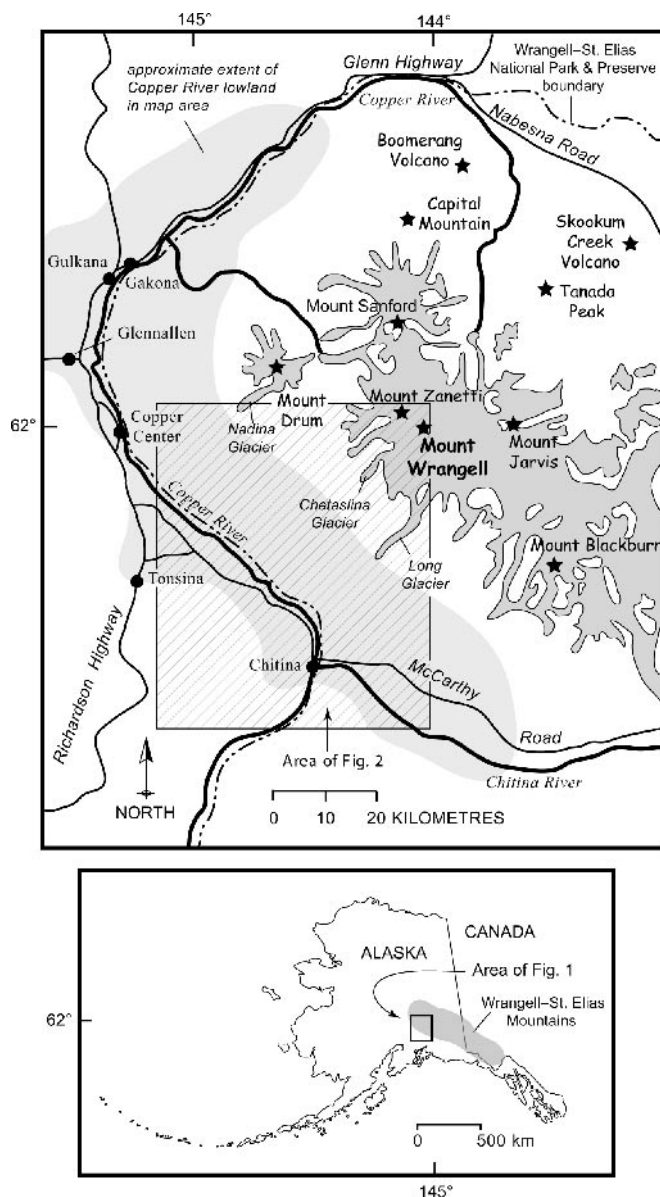 145°
144°
Glenn Highway
Wrangell–St. Elias
National Park & Preserve
boundary
approximate extent of
Copper River lowland
in map area
Copper River
Nabesna Road
Boomerang
Volcano
Capital
Mountain
Skookum
Creek
Volcano
Gulkana
Gakona
Tanada
Peak
Mount Sanford
Glennallen
62°
Copper
Center
Mount
Drum
Nadina
Glacier
Mount Zanetti
Mount
Wrangell
Mount
Jarvis
Chetaslina
Glacier
Copper River
Long
Glacier
Mount Blackburn
Tonsina
Richardson Highway
Chitina
McCarthy
Road
Area of Fig. 2
Chitina River
NORTH
0 10 20 KILOMETRES
CANADA
ALASKA
Area of Fig. 1
Wrangell–St. Elias
Mountains
62°
0 500 km
145°